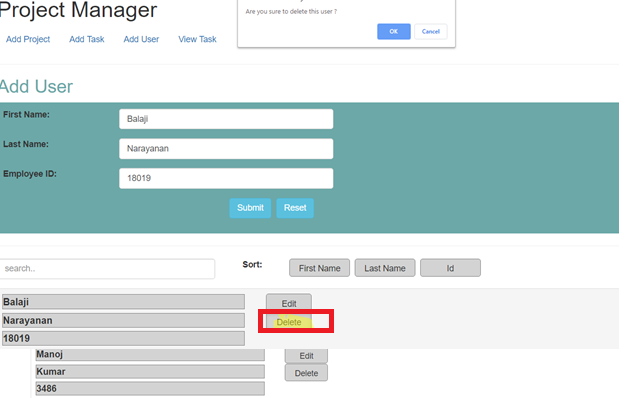 Project Manager
Are you sure to delete this user ?
OK Cancel
Add Project Add Task Add User View Task
Add User
First Name: Balaji
Last Name: Narayanan
Employee ID: 18019
Submit Reset
search.. Sort: First Name Last Name Id
Balaji Edit
Narayanan Delete
18019
Manoj Edit
Kumar Delete
3486